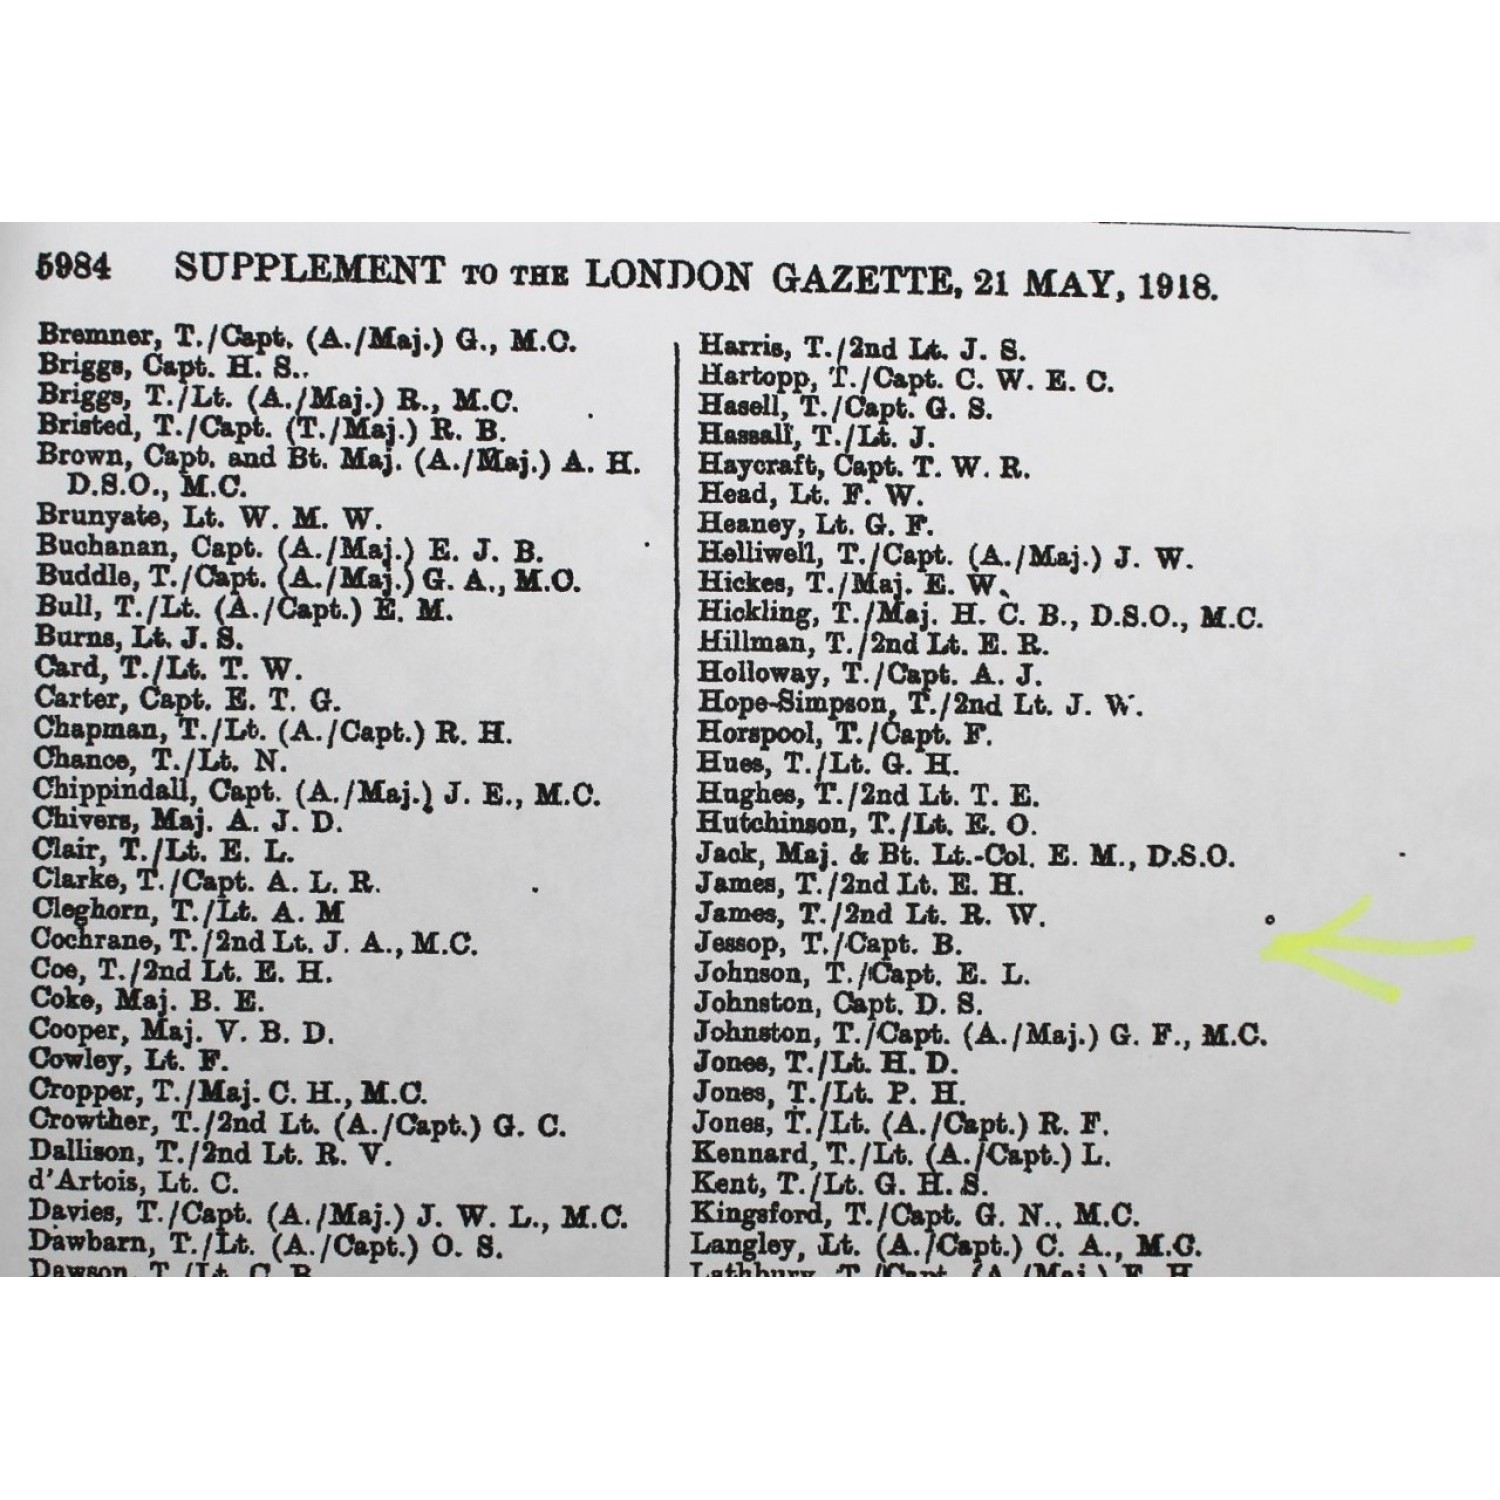 5984 SUPPLEMENT TO THE LONDON GAZETTE, 21 MAY, 1918.
Bremner, T./Capt. (A./Maj.) G., M.C.
Briggs, Capt. H. S..
Briggs, T./Lt. (A./Maj.) R., M.C.
Bristed, T./Capt. (T./Maj.) R. B.
Brown, Capt. and Bt. Maj. (A./Maj.) A. H.
D.S.O., M.C.
Brunyate, Lt. W. M. W.
Buchanan, Capt. (A./Maj.) E. J. B.
Buddle, T./Capt. (A./Maj.) G. A., M.C.
Bull, T./Lt. (A./Capt.) E. M.
Burns, Lt. J. S.
Card, T./Lt. T. W.
Carter, Capt. E. T. G.
Chapman, T./Lt. (A./Capt.) R. H.
Chance, T./Lt. N.
Chippindall, Capt. (A./Maj.) J. E., M.C.
Chivers, Maj. A. J. D.
Clair, T./Lt. E. L.
Clarke, T./Capt. A. L. R.
Cleghorn, T./Lt. A. M
Cochrane, T./2nd Lt. J. A., M.C.
Coe, T./2nd Lt. E. H.
Coke, Maj. B. E.
Cooper, Maj. V. B. D.
Cowley, Lt. F.
Cropper, T./Maj. C. H., M.C.
Crowther, T./2nd Lt. (A./Capt.) G. C.
Dallison, T./2nd Lt. R. V.
d'Artois, Lt. C.
Davies, T./Capt. (A./Maj.) J. W. L., M.C.
Dawbarn, T./Lt. (A./Capt.) O. S.
Dawson, T./Lt. C. B.
Harris, T./2nd Lt. J. S.
Hartopp, T./Capt. C. W. E. C.
Hasell, T./Capt. G. S.
Hassall, T./Lt. J.
Haycraft, Capt. T. W. R.
Head, Lt. F. W.
Heaney, Lt. G. F.
Helliwell, T./Capt. (A./Maj.) J. W.
Hickes, T./Maj. E. W.
Hickling, T./Maj. H. C. B., D.S.O., M.C.
Hillman, T./2nd Lt. E. R.
Holloway, T./Capt. A. J.
Hope-Simpson, T./2nd Lt. J. W.
Horspool, T./Capt. F.
Hues, T./Lt. G. H.
Hughes, T./2nd Lt. T. E.
Hutchinson, T./Lt. E. O.
Jack, Maj. & Bt. Lt.-Col. E. M., D.S.O.
James, T./2nd Lt. E. H.
James, T./2nd Lt. R. W.
Jessop, T./Capt. B.
Johnson, T./Capt. E. L.
Johnston, Capt. D. S.
Johnston, T./Capt. (A./Maj.) G. F., M.C.
Jones, T./Lt. H. D.
Jones, T./Lt. P. H.
Jones, T./Lt. (A./Capt.) R. F.
Kennard, T./Lt. (A./Capt.) L.
Kent, T./Lt. G. H. S.
Kingsford, T./Capt. G. N., M.C.
Langley, Lt. (A./Capt.) C. A., M.C.
Lathbury, T./Capt. (A./Maj.) E. H.